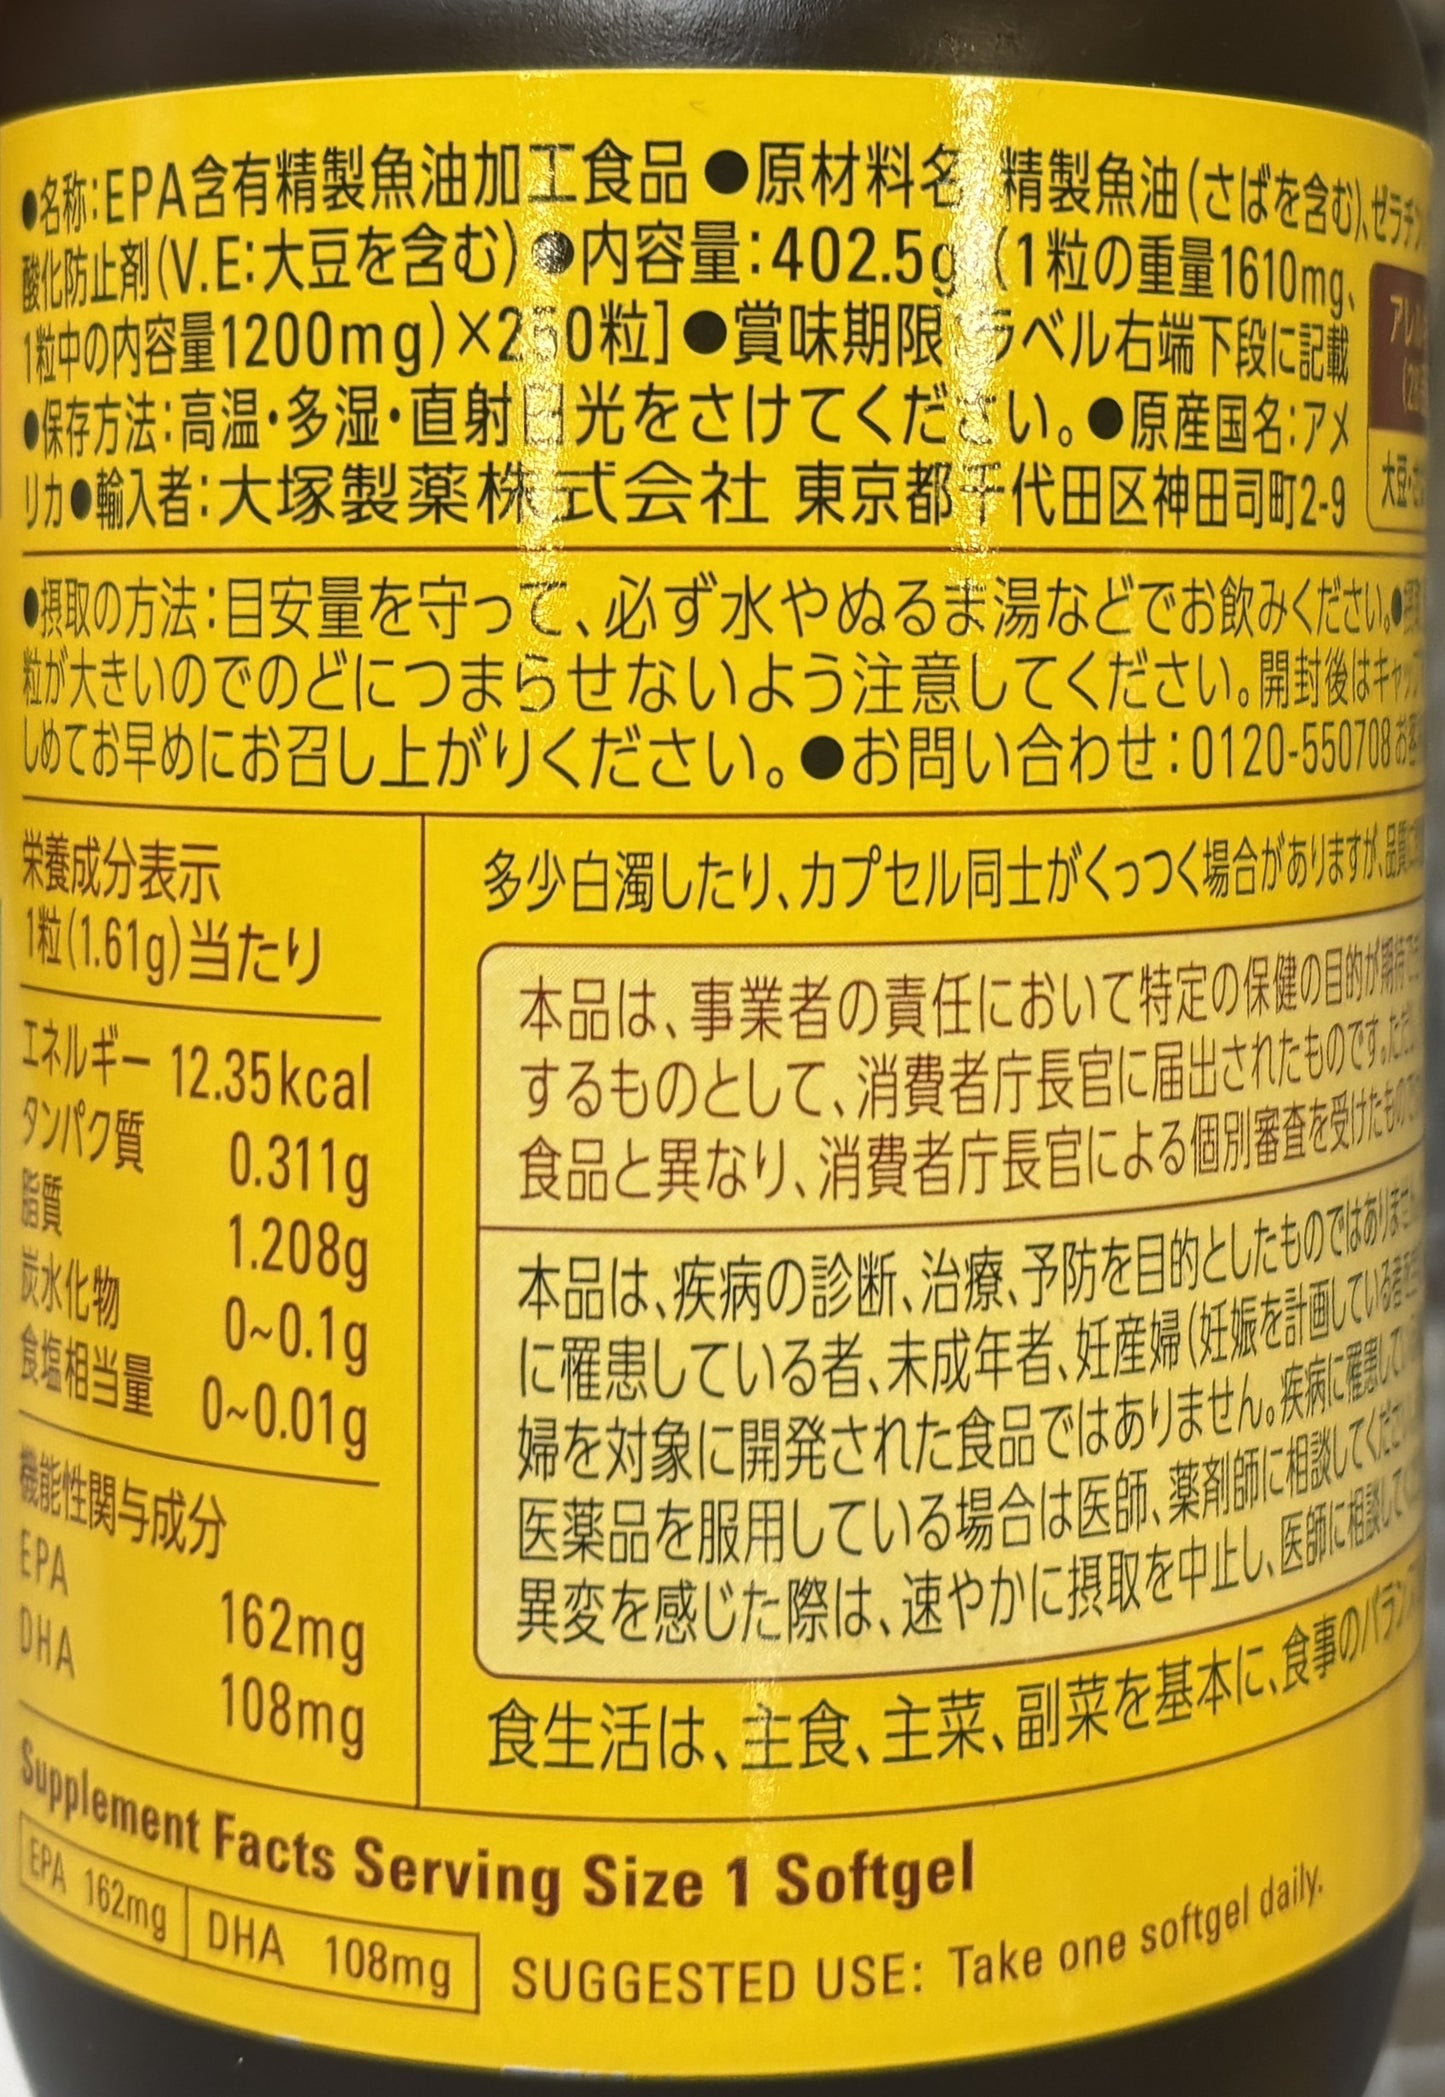 ●名称:EPA含有精製魚油加工食品 ●原材料名 精製魚油(さばを含む)、ゼラチン
酸化防止剤(V.E:大豆を含む) ●内容量:402.5g (1粒の重量1610mg、
1粒中の内容量1200mg)×250粒] ●賞味期限 ラベル右端下段に記載
●保存方法:高温・多湿・直射日光をさけてください。●原産国名:アメ
リカ●輸入者:大塚製薬株式会社 東京都千代田区神田司町2-9
アレル
大豆・
●摂取の方法:目安量を守って、必ず水やぬるま湯などでお飲みください。●
粒が大きいのでのどにつまらせないよう注意してください。開封後はキャップ
しめてお早めにお召し上がりください。●お問い合わせ:0120-550708 お客
栄養成分表示
1粒(1.61g)当たり
エネルギー 12.35kcal
タンパク質 0.311g
脂質 1.208g
炭水化物 0~0.1g
食塩相当量 0~0.01g
機能性関与成分
EPA 162mg
DHA 108mg
多少白濁したり、カプセル同士がくっつく場合がありますが、品質に
本品は、事業者の責任において特定の保健の目的が期待で
するものとして、消費者庁長官に届出されたものです。ただし
食品と異なり、消費者庁長官による個別審査を受けたもので
本品は、疾病の診断、治療、予防を目的としたものではありませ
に罹患している者、未成年者、妊産婦(妊娠を計画している者を
婦を対象に開発された食品ではありません。疾病に罹患して
医薬品を服用している場合は医師、薬剤師に相談してくださ
異変を感じた際は、速やかに摂取を中止し、医師に相談して
食生活は、主食、主菜、副菜を基本に、食事のバラン
Supplement Facts Serving Size 1 Softgel
EPA 162mg DHA 108mg
SUGGESTED USE: Take one softgel daily.